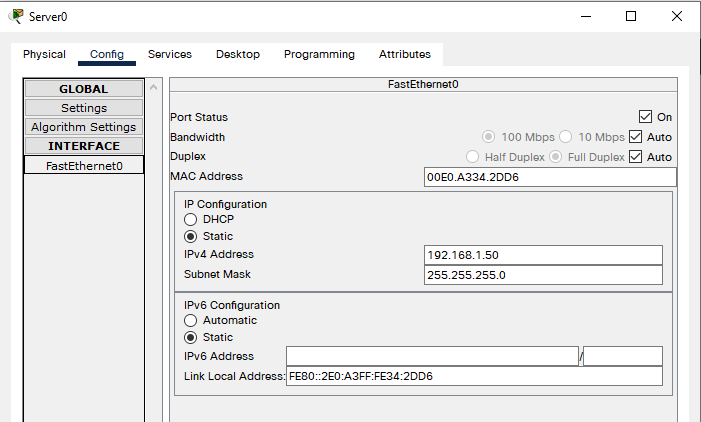 Server0
Physical Config Services Desktop Programming Attributes
GLOBAL
Settings
Algorithm Settings
INTERFACE
FastEthernet0
FastEthernet0
Port Status On
Bandwidth 100 Mbps 10 Mbps Auto
Duplex Half Duplex Full Duplex Auto
MAC Address 00E0.A334.2DD6
IP Configuration
DHCP
Static
IPv4 Address 192.168.1.50
Subnet Mask 255.255.255.0
IPv6 Configuration
Automatic
Static
IPv6 Address /
Link Local Address: FE80::2E0:A3FF:FE34:2DD6